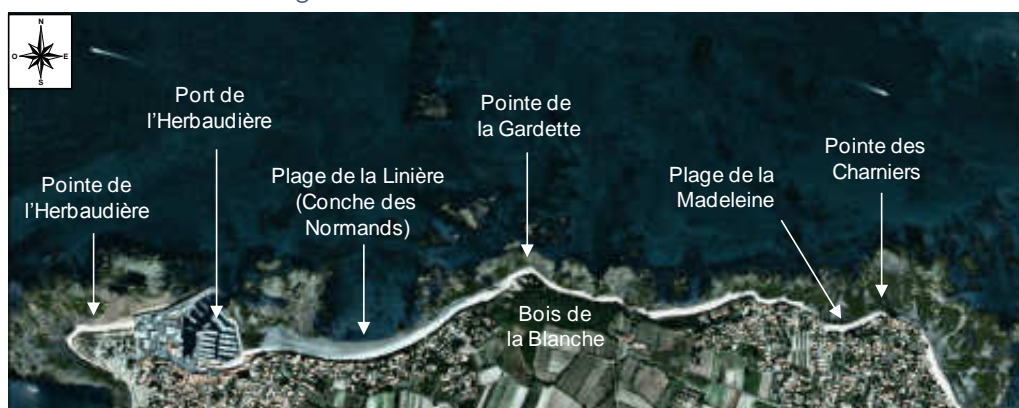 N
O
E
S
Port de
l'Herbaudière
Pointe de
la Gardette
Pointe des
Charniers
Plage de la
Madeleine
Plage de la Linière
(Conche des
Normands)
Pointe de
l'Herbaudière
Bois de
la Blanche